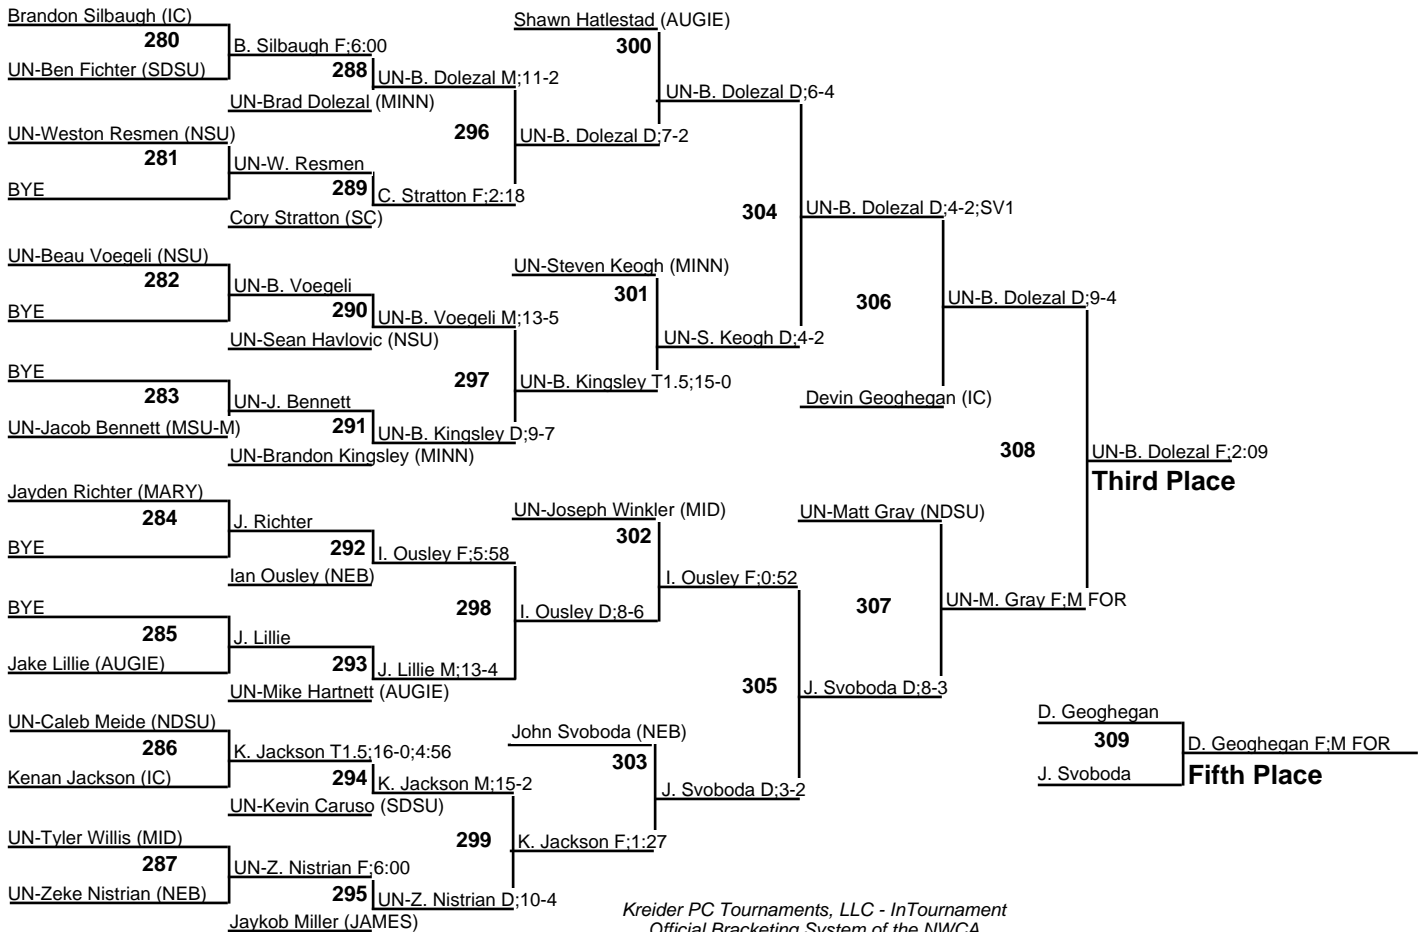 Brandon Silbaugh (IC)
280
UN-Ben Fichter (SDSU)
B. Silbaugh F;6:00
288
UN-Brad Dolezal (MINN)
UN-B. Dolezal M;11-2
UN-Weston Resmen (NSU)
281
BYE
UN-W. Resmen
289
Cory Stratton (SC)
C. Stratton F;2:18
296
UN-B. Dolezal D;7-2
Shawn Hatlestad (AUGIE)
300
UN-B. Dolezal D;6-4
UN-Beau Voegeli (NSU)
282
BYE
UN-B. Voegeli
290
UN-Sean Havlovic (NSU)
UN-B. Voegeli M;13-5
BYE
283
UN-Jacob Bennett (MSU-M)
UN-J. Bennett
291
UN-Brandon Kingsley (MINN)
UN-B. Kingsley D;9-7
297
UN-B. Kingsley T1.5;15-0
UN-Steven Keogh (MINN)
301
UN-S. Keogh D;4-2
304
UN-B. Dolezal D;4-2;SV1
306
Devin Geoghegan (IC)
UN-B. Dolezal D;9-4
Jayden Richter (MARY)
284
BYE
J. Richter
292
Ian Ousley (NEB)
I. Ousley F;5:58
BYE
285
Jake Lillie (AUGIE)
J. Lillie
293
UN-Mike Hartnett (AUGIE)
J. Lillie M;13-4
298
I. Ousley D;8-6
UN-Joseph Winkler (MID)
302
I. Ousley F;0:52
UN-Caleb Meide (NDSU)
286
Kenan Jackson (IC)
K. Jackson T1.5;16-0;4:56
294
UN-Kevin Caruso (SDSU)
K. Jackson M;15-2
UN-Tyler Willis (MID)
287
UN-Zeke Nistrian (NEB)
UN-Z. Nistrian F;6:00
295
Jaykob Miller (JAMES)
UN-Z. Nistrian D;10-4
299
K. Jackson F;1:27
John Svoboda (NEB)
303
J. Svoboda D;3-2
305
J. Svoboda D;8-3
UN-Matt Gray (NDSU)
307
UN-M. Gray F;M FOR
308
UN-B. Dolezal F;2:09
Third Place
D. Geoghegan
309
J. Svoboda
D. Geoghegan F;M FOR
Fifth Place
Kreider PC Tournaments, LLC - InTournament
Official Bracketing System of the NWCA